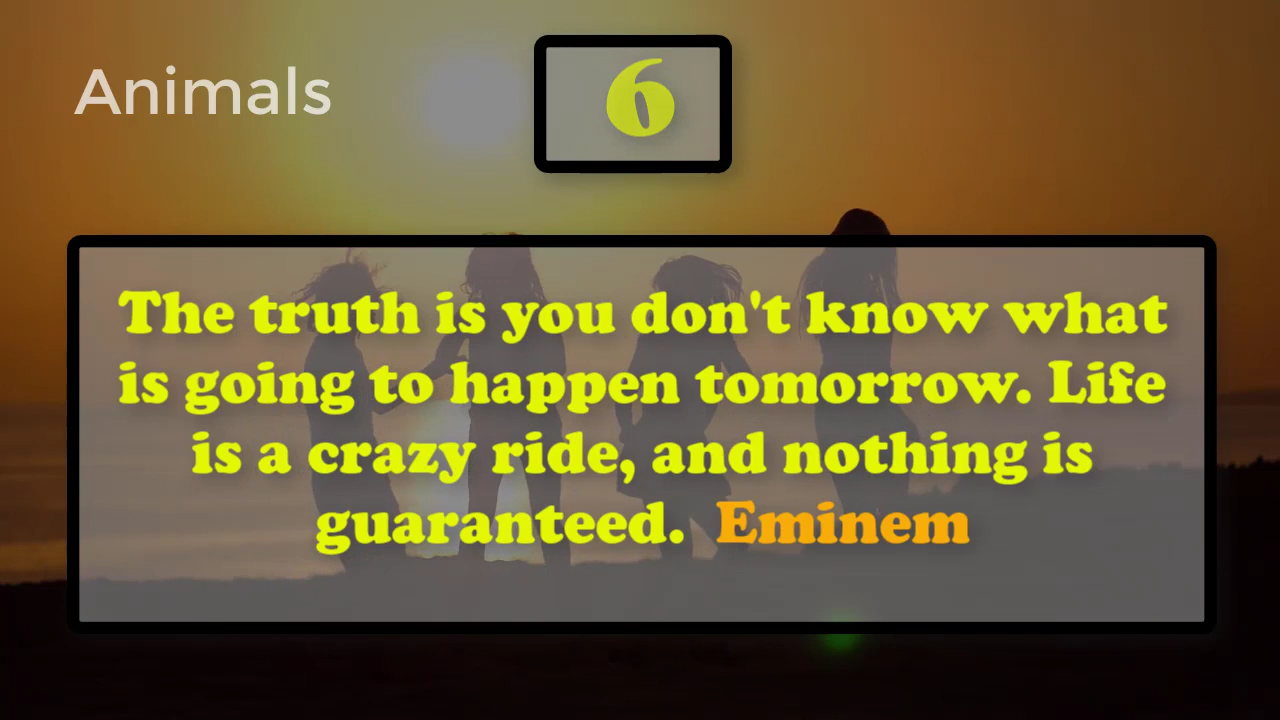 Animals
6
The truth is you don't know what
is going to happen tomorrow. Life
is a crazy ride, and nothing is
guaranteed. Eminem